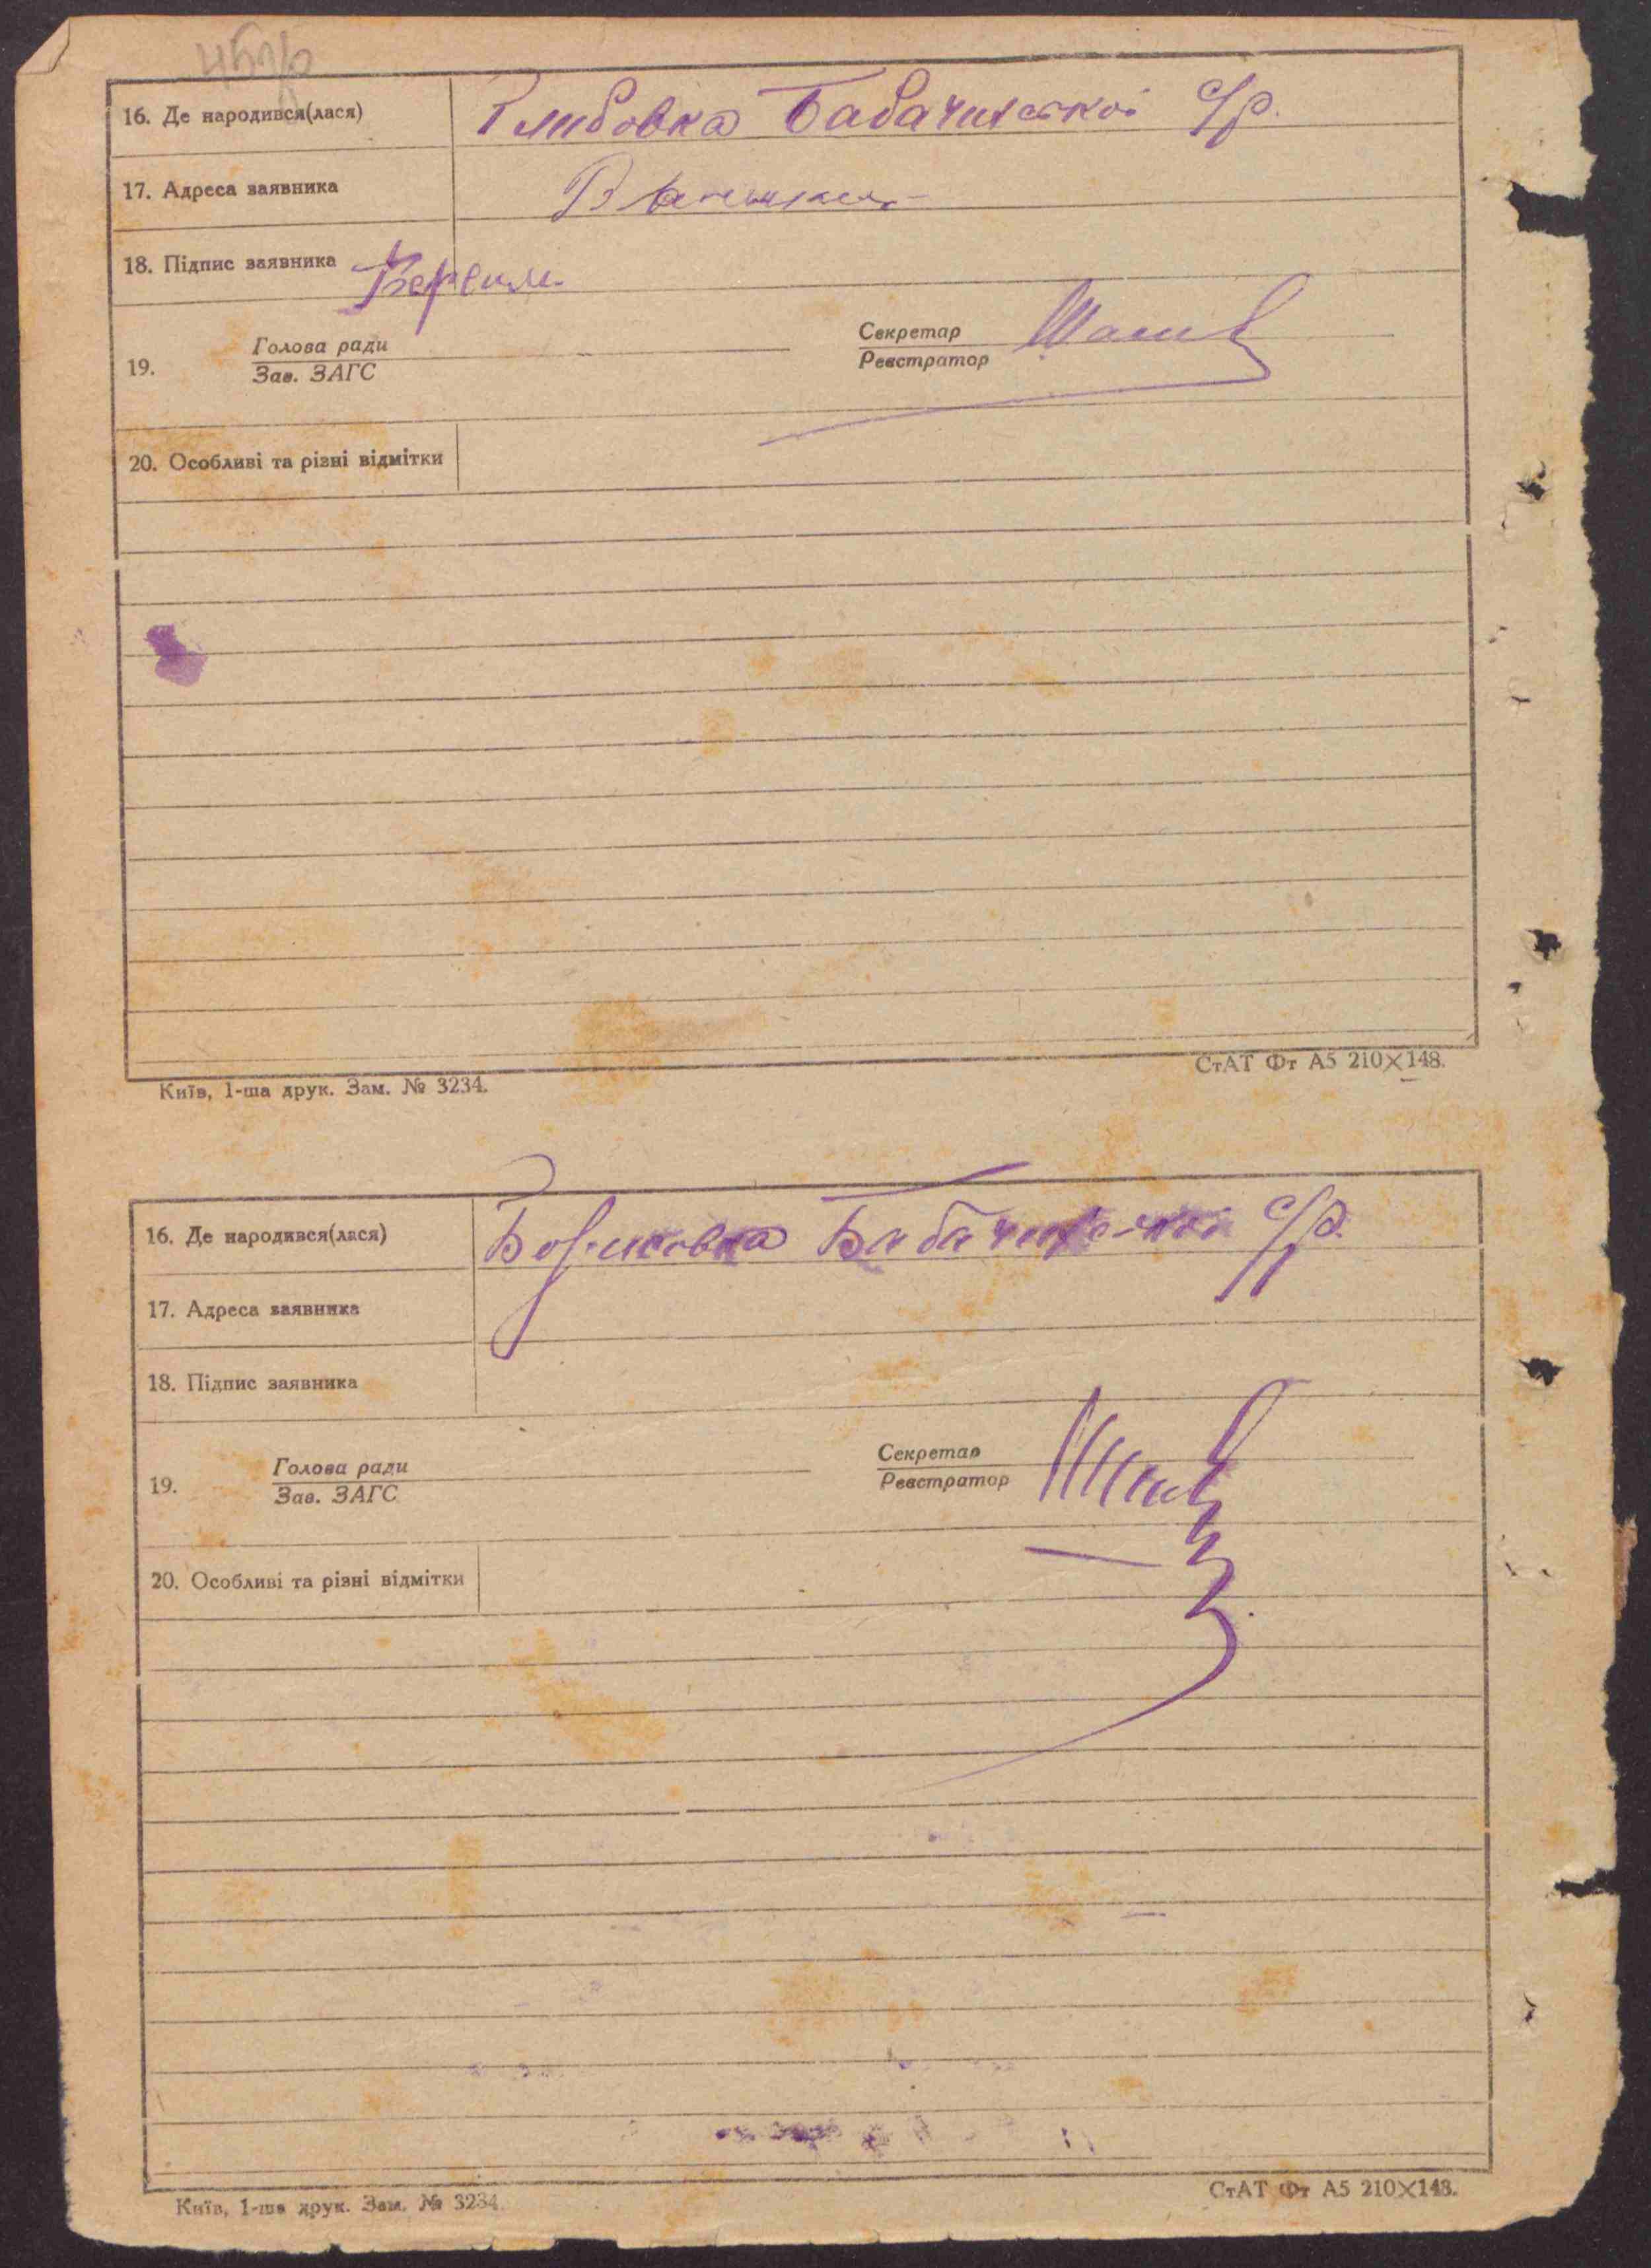 16. Де народився(лася) Глибовка Бабачихской с/р.
17. Адреса заявника
18. Підпис заявника
Секретар
Голова ради
19.
Реєстратор
Зав. ЗАГС
20. Особливі та різні відмітки
СтАТ Фт А5 210×148.
Київ, 1-ша друк. Зам. № 3234.
16. Де народився(лася) Бабачихской с/р.
17. Адреса заявника
18. Підпис заявника
Секретар
Голова ради
19.
Реєстратор
Зав. ЗАГС
20. Особливі та різні відмітки
СтАТ Фт А5 210×148.
Київ, 1-ша друк. Зам. № 3234.